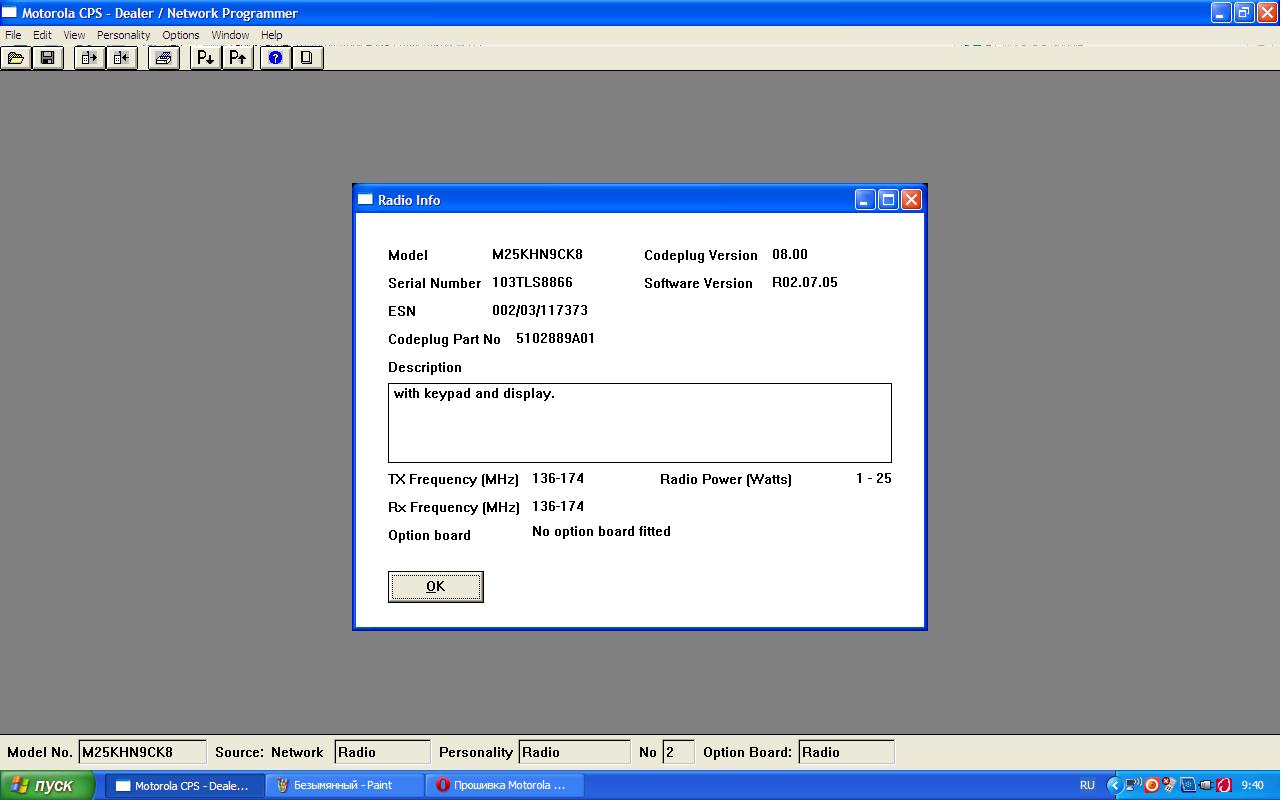 Motorola CPS - Dealer / Network Programmer
File Edit View Personality Options Window Help
P↓ P↑ ?
Radio Info
Model M25KHN9CK8 Codeplug Version 08.00
Serial Number 103TLS8866 Software Version R02.07.05
ESN 002/03/117373
Codeplug Part No 5102889A01
Description
with keypad and display.
TX Frequency (MHz) 136-174 Radio Power (Watts) 1 - 25
Rx Frequency (MHz) 136-174
Option board No option board fitted
OK
Model No. M25KHN9CK8 Source: Network Radio Personality Radio No 2 Option Board: Radio
пуск Motorola CPS - Deale... Безымянный - Paint Прошивка Motorola ... RU 9:40